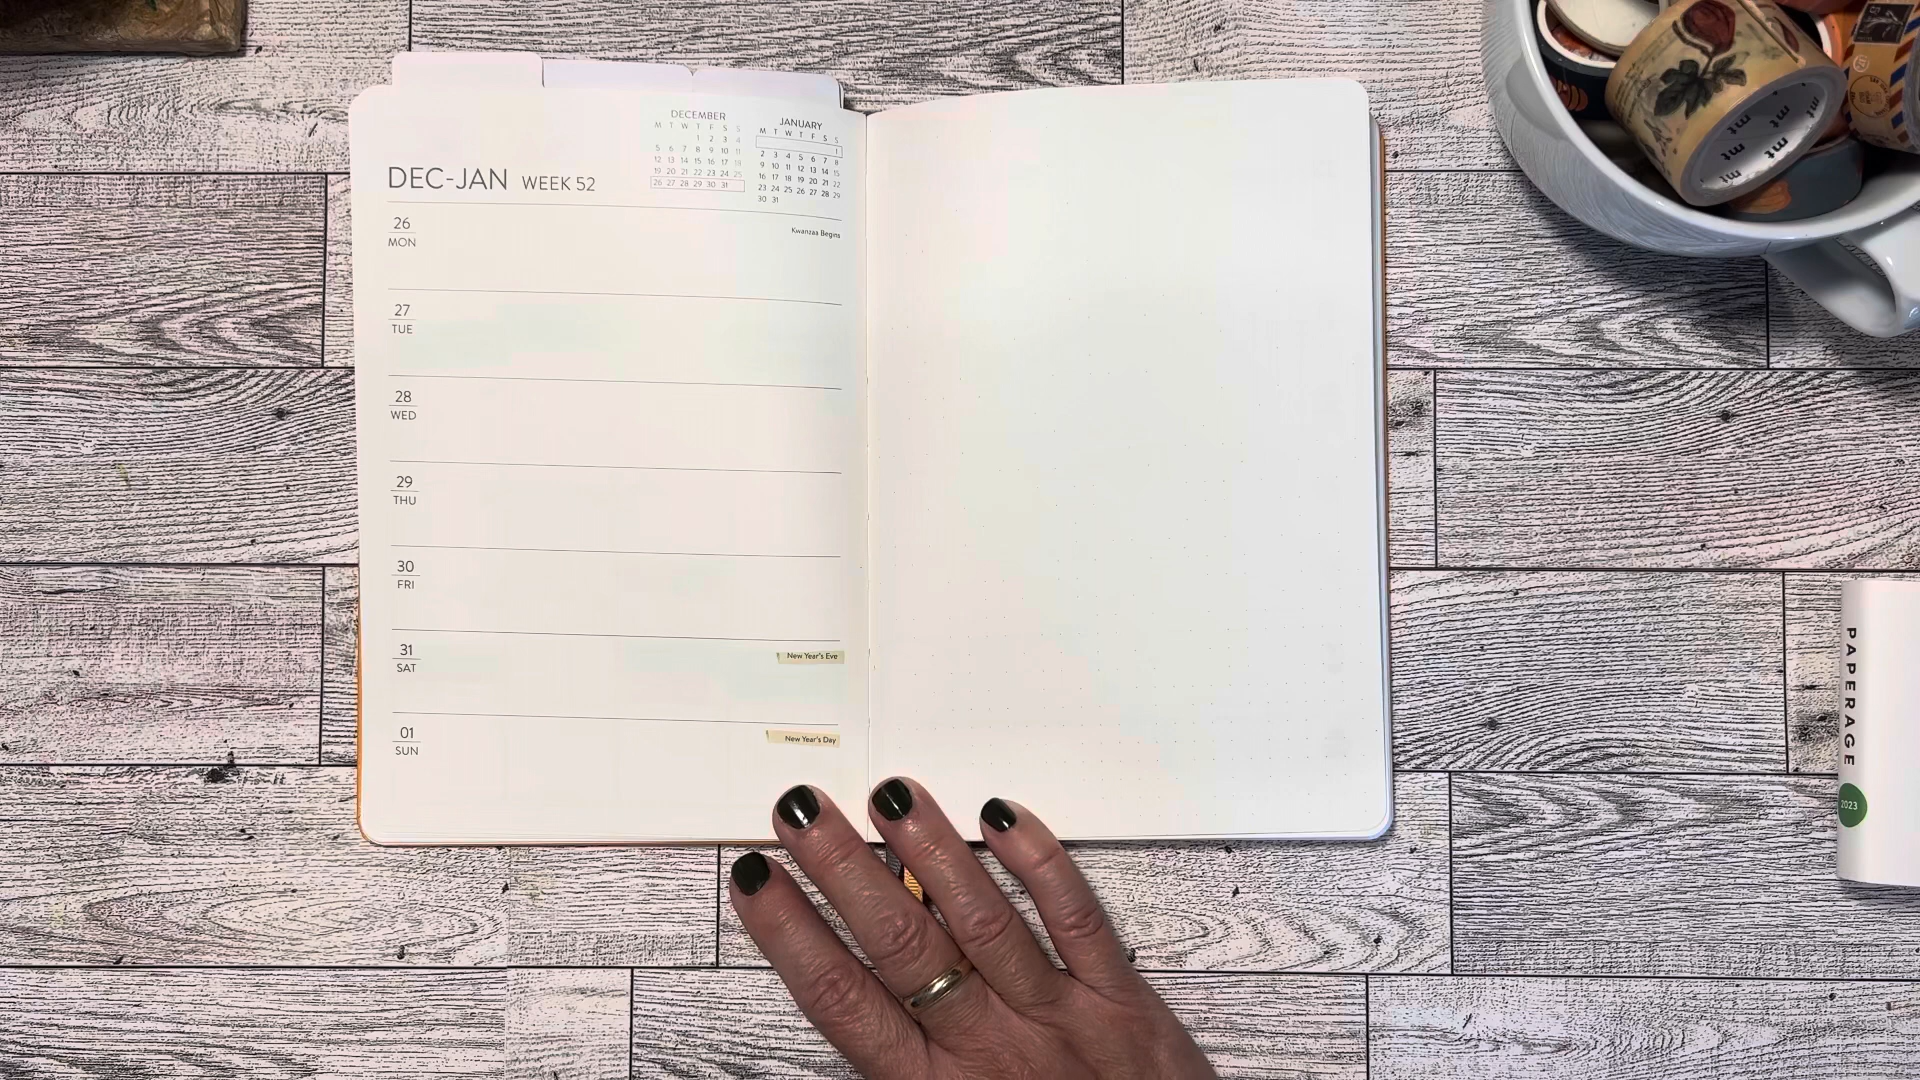 DECEMBER
M T W T F S S
1 2 3 4
5 6 7 8 9 10 11
12 13 14 15 16 17 18
19 20 21 22 23 24 25
26 27 28 29 30 31
JANUARY
M T W T F S S
1
2 3 4 5 6 7 8
9 10 11 12 13 14 15
16 17 18 19 20 21 22
23 24 25 26 27 28 29
30 31
DEC-JAN WEEK 52
26
MON
Kwanzaa Begins
27
TUE
28
WED
29
THU
30
FRI
31
SAT
New Year's Eve
01
SUN
New Year's Day
mt
mt
mt
mt
PAPERAGE
2023